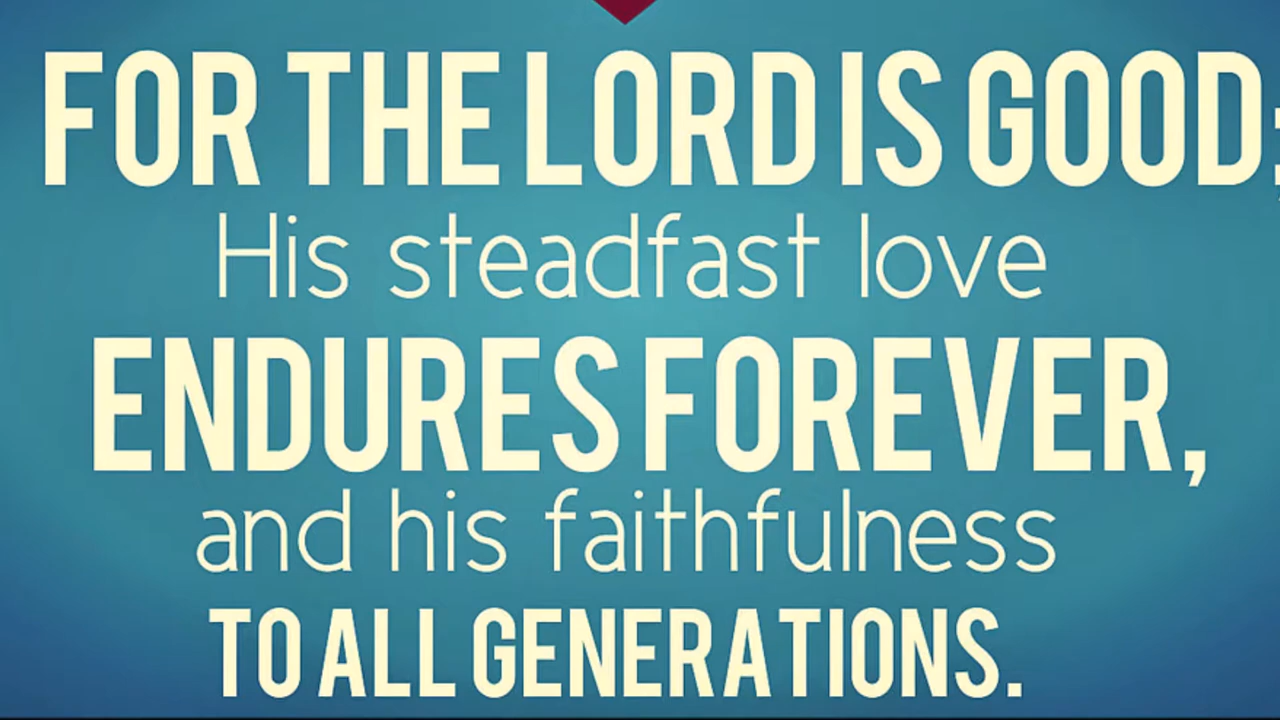 FOR THE LORD IS GOOD;
His steadfast love
ENDURES FOREVER,
and his faithfulness
TO ALL GENERATIONS.